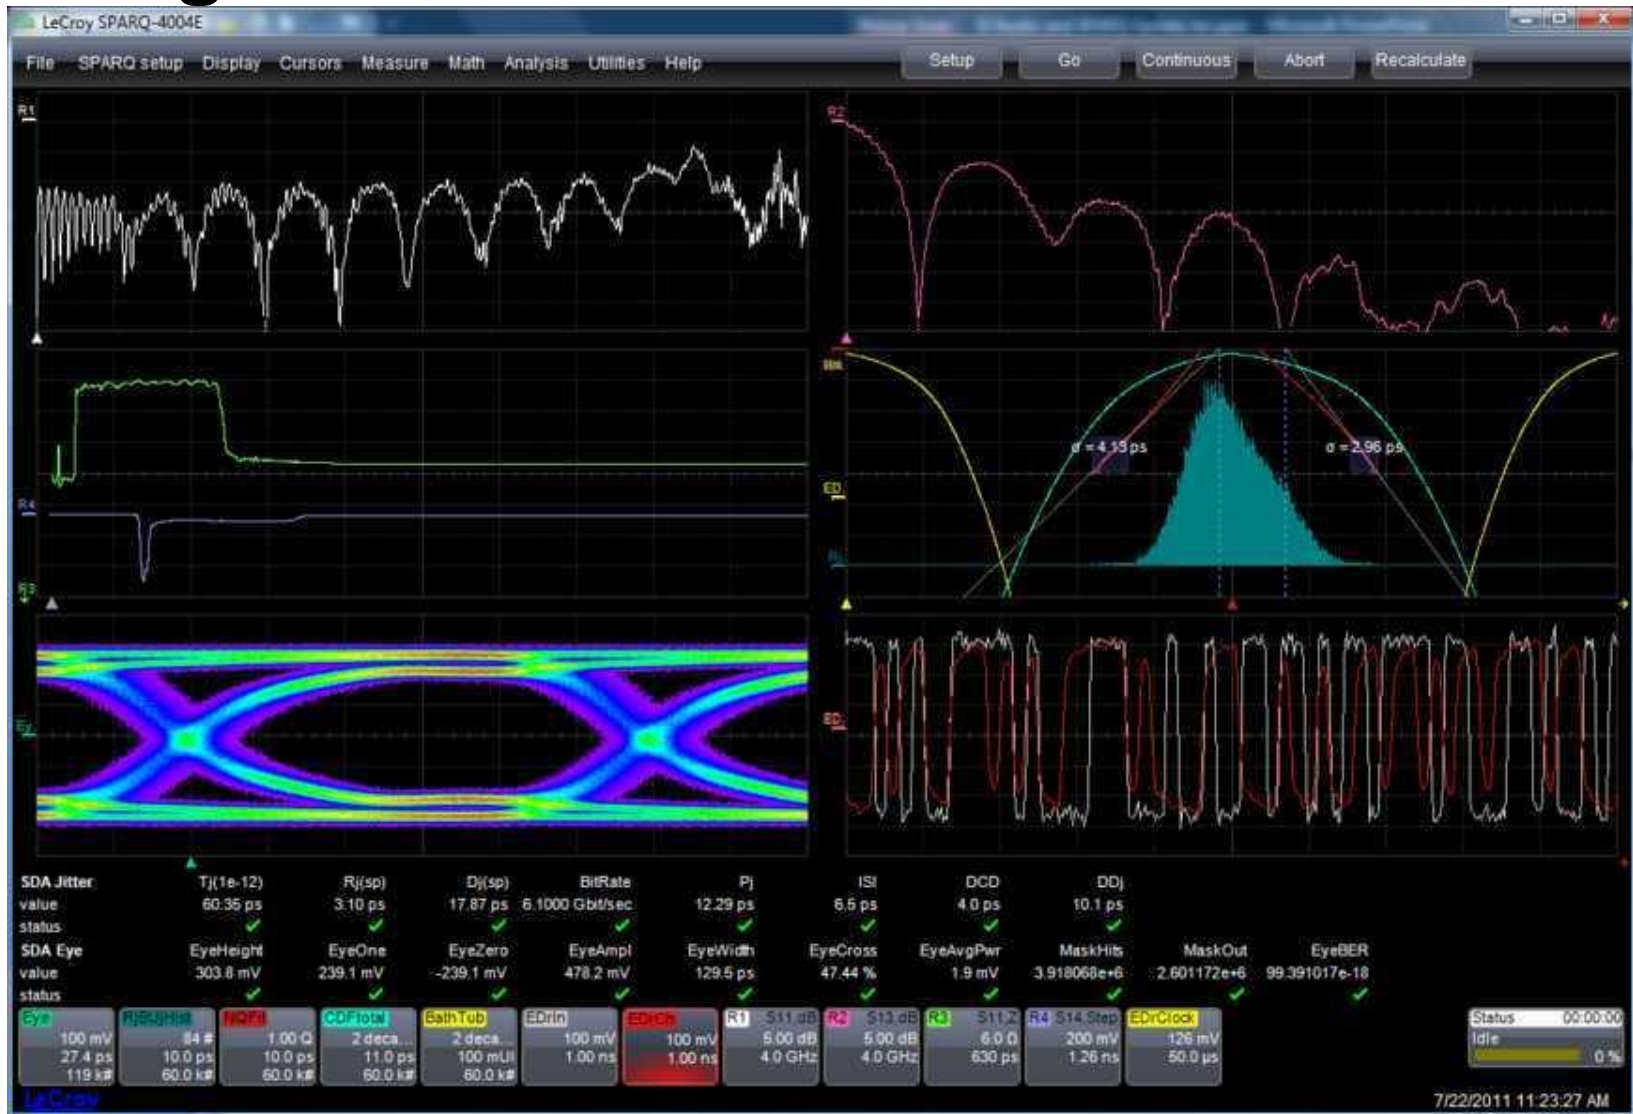 LeCroy SPARQ-4004E
File SPARQ setup Display Cursors Measure Math Analysis Utilities Help Setup Go Continuous Abort Recalculate
R1 R2
σ = 4.13 ps σ = 2.96 ps
ED
R4
R3
Ey ED
SDA Jitter Tj(1e-12) Rj(sp) Dj(sp) BitRate Pj ISI DCD DDj
value 60.35 ps 3.10 ps 17.87 ps 6.1000 Gbit/sec 12.29 ps 6.5 ps 4.0 ps 10.1 ps
status
SDA Eye EyeHeight EyeOne EyeZero EyeAmpl EyeWidth EyeCross EyeAvgPwr MaskHits MaskOut EyeBER
value 303.8 mV 239.1 mV -239.1 mV 478.2 mV 129.5 ps 47.44 % 1.9 mV 3.918068e+6 2.601172e+6 99.391017e-18
status
Eye RjBUjHist NQFit CDFtotal BathTub EDrIn EDrCh R1 S11.dB R2 S13.dB R3 S11.Z R4 S14.Step EDrClock Status 00:00:00
100 mV 84 # 1.00 Ω 2 deca... 2 deca... 100 mV 100 mV 5.00 dB 5.00 dB 6.0 Ω 200 mV 126 mV Idle
27.4 ps 10.0 ps 10.0 ps 11.0 ps 100 mUI 1.00 ns 1.00 ns 4.0 GHz 4.0 GHz 630 ps 1.26 ns 50.0 µs 0 %
119 k# 60.0 k# 60.0 k# 60.0 k# 60.0 k#
LeCroy 7/22/2011 11:23:27 AM